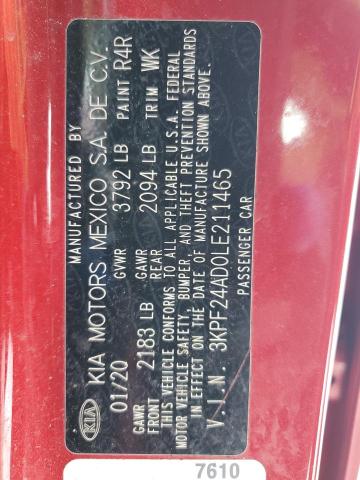 MANUFACTURED BY
KIA KIA MOTORS MEXICO S.A. DE C.V.
01/20 GVWR 3792 LB PAINT R4R
GAWR FRONT 2183 LB GAWR REAR 2094 LB TRIM WK
THIS VEHICLE CONFORMS TO ALL APPLICABLE U.S.A. FEDERAL
MOTOR VEHICLE SAFETY, BUMPER, AND THEFT PREVENTION STANDARDS
IN EFFECT ON THE DATE OF MANUFACTURE SHOWN ABOVE.
V.I.N. 3KPF24AD0LE211465
PASSENGER CAR
7610